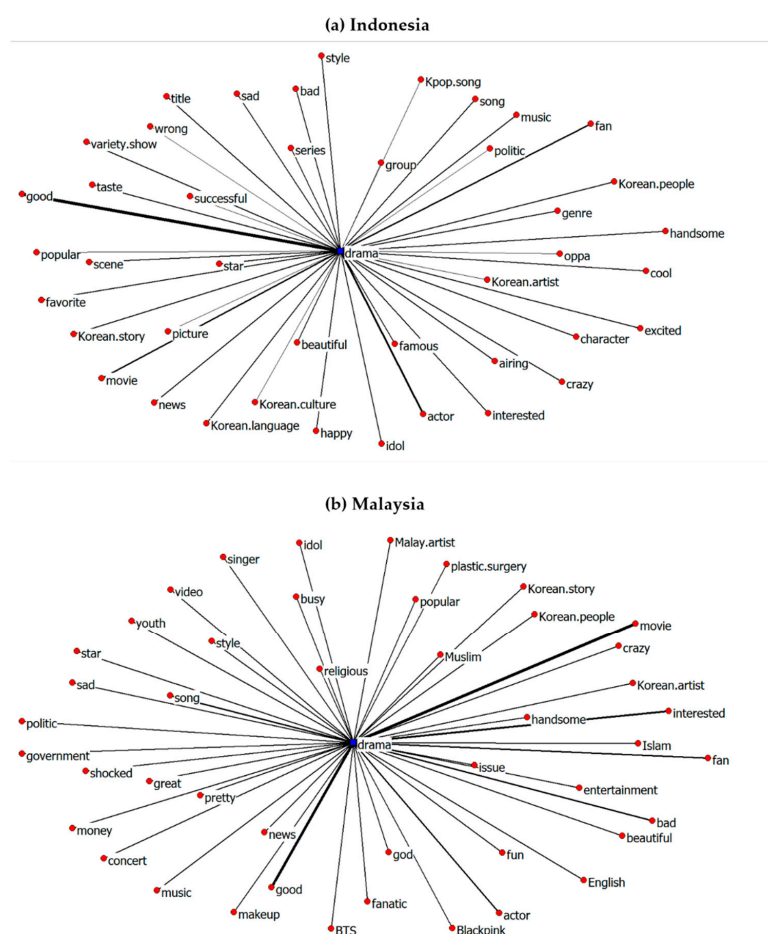 (a) Indonesia
style
Kpop.song
bad
sad
title
song
music
fan
wrong
variety.show
series
politic
group
Korean.people
taste
successful
good
genre
handsome
popular
drama
oppa
scene
star
cool
Korean.artist
favorite
Korean.story
picture
excited
character
beautiful
famous
airing
movie
crazy
news
Korean.culture
actor
interested
Korean.language
happy
idol
(b) Malaysia
idol
Malay.artist
singer
plastic.surgery
video
busy
popular
Korean.story
Korean.people
youth
movie
style
crazy
star
Muslim
religious
sad
Korean.artist
song
interested
politic
handsome
drama
Islam
government
fan
shocked
issue
great
entertainment
pretty
money
bad
news
beautiful
concert
god
fun
English
music
good
fanatic
makeup
actor
BTS
Blackpink